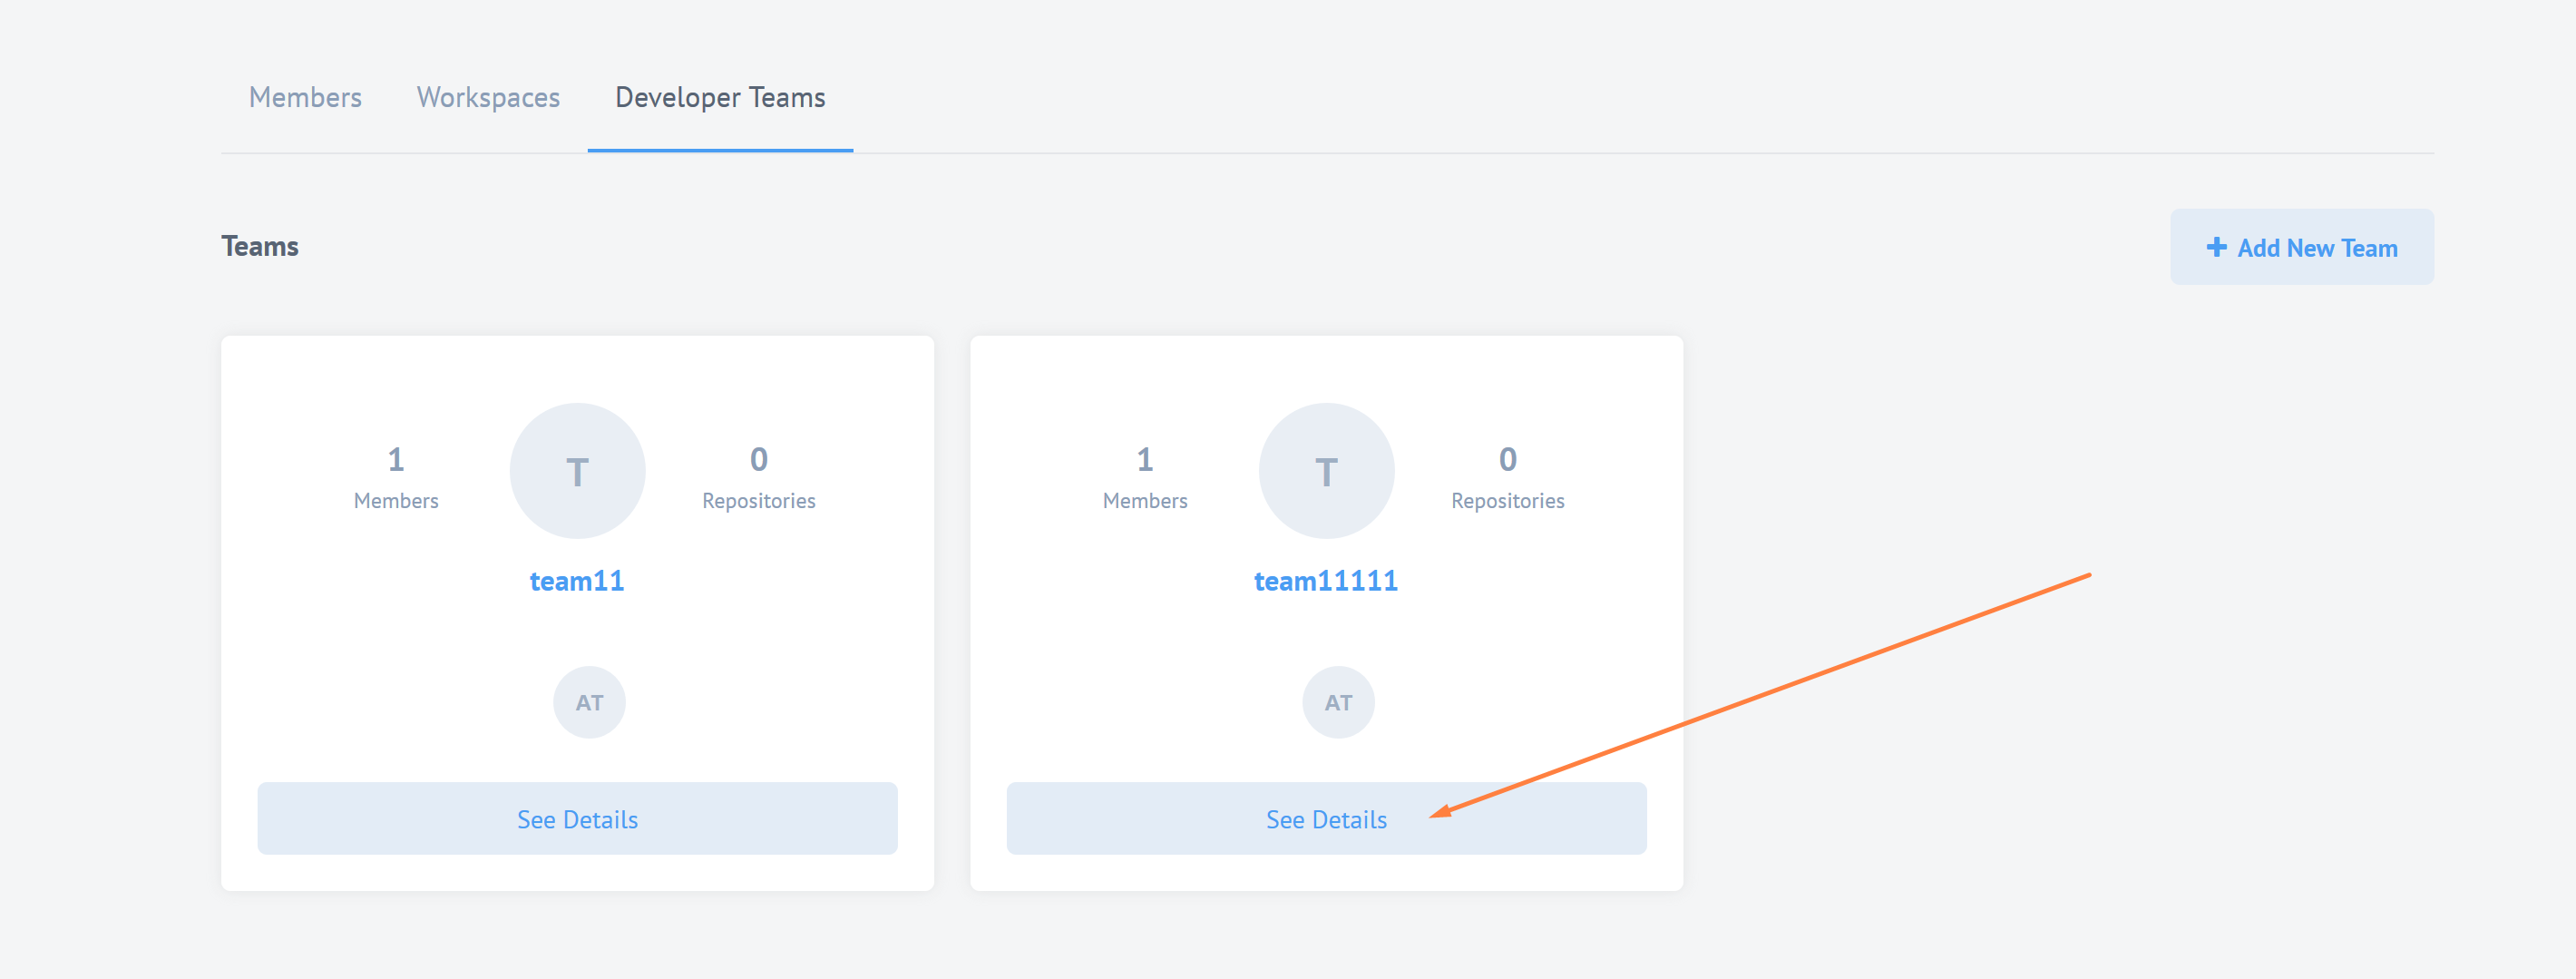 Members Workspaces Developer Teams
Teams
+ Add New Team
1 T 0
Members Repositories
team11
AT
See Details
1 T 0
Members Repositories
team11111
AT
See Details